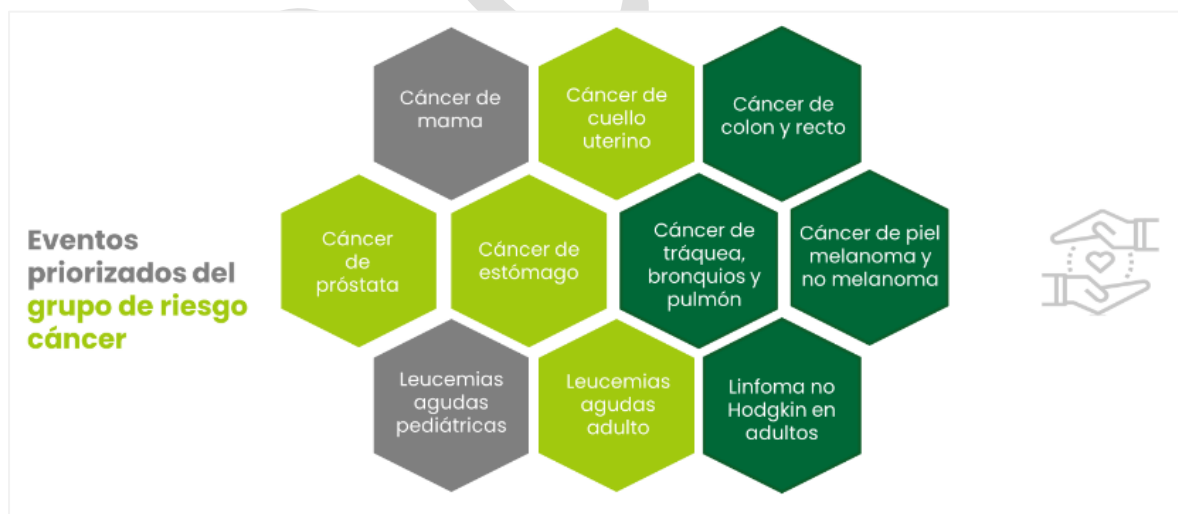 Cáncer de
mama
Cáncer de
cuello
uterino
Cáncer de
colon y recto
Eventos
priorizados del
grupo de riesgo
cáncer
Cáncer
de
próstata
Cáncer de
estómago
Cáncer de
tráquea,
bronquios y
pulmón
Cáncer de piel
melanoma y
no melanoma
Leucemias
agudas
pediátricas
Leucemias
agudas
adulto
Linfoma no
Hodgkin en
adultos